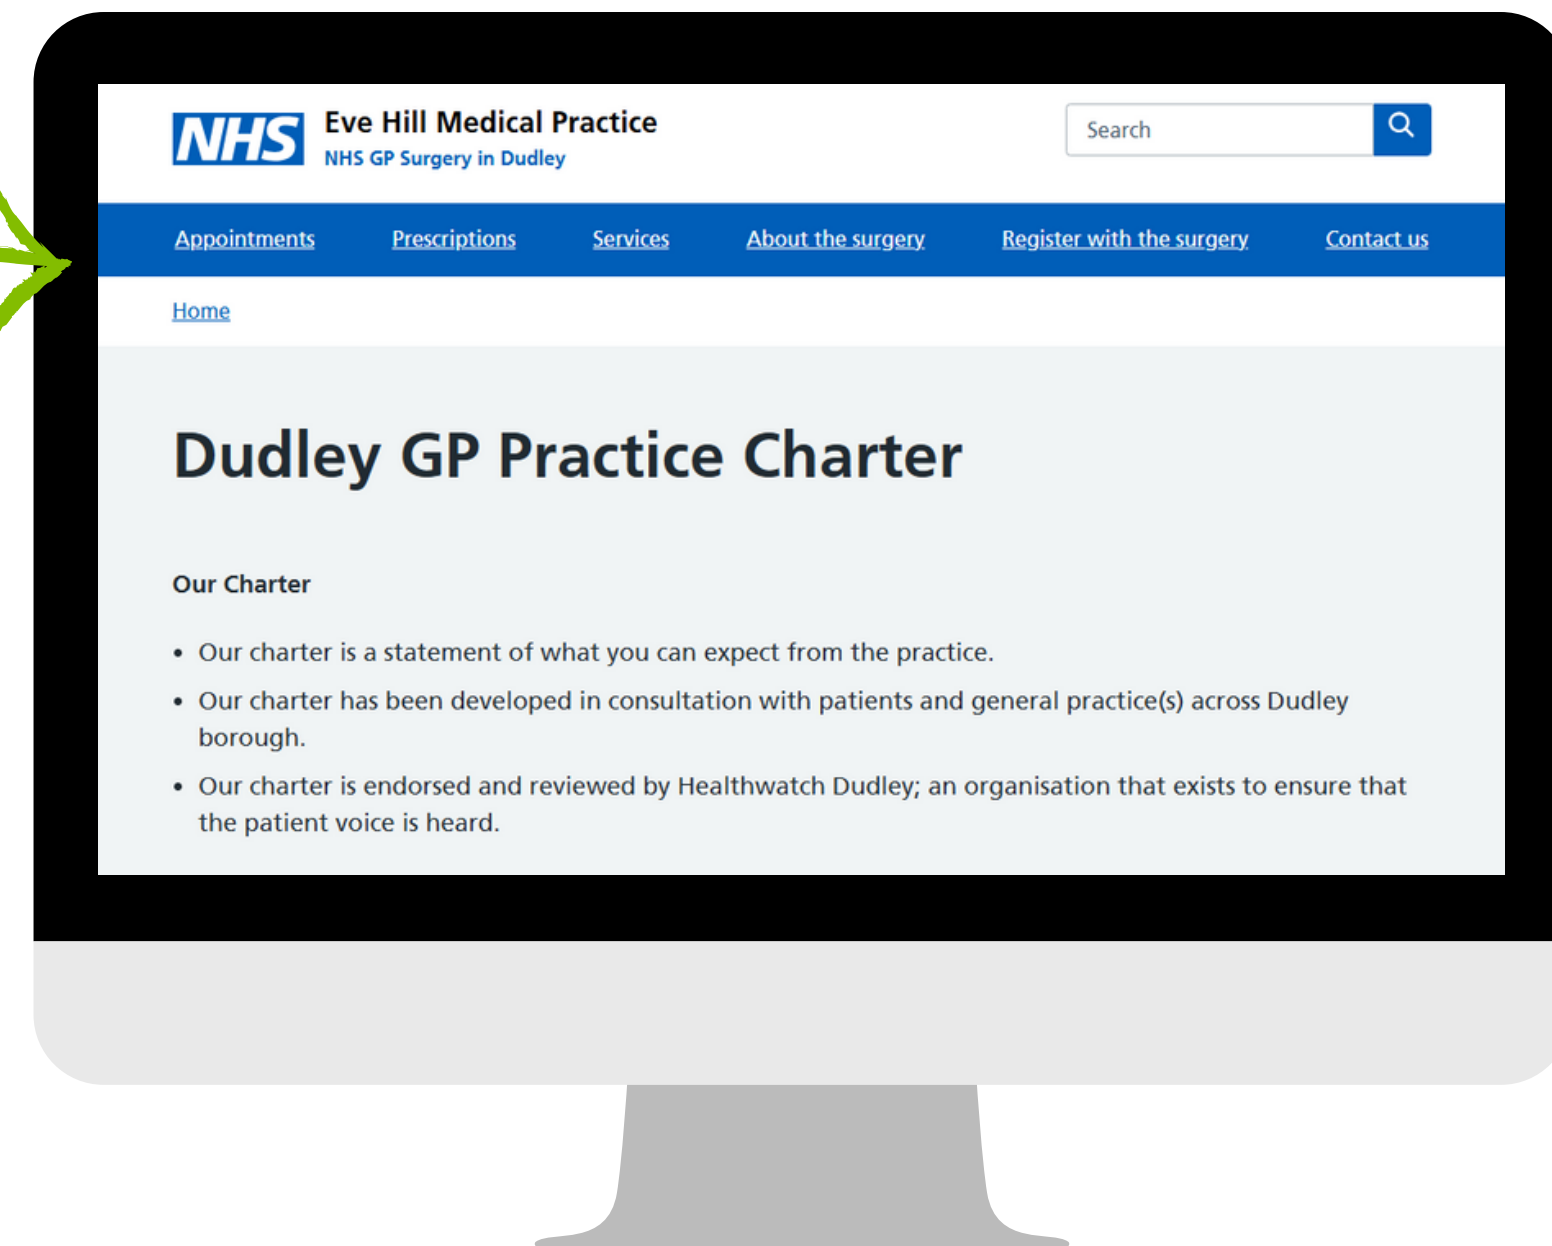 NHS Eve Hill Medical Practice
NHS GP Surgery in Dudley
Search
Appointments Prescriptions Services About the surgery Register with the surgery Contact us
Home
Dudley GP Practice Charter
Our Charter
• Our charter is a statement of what you can expect from the practice.
• Our charter has been developed in consultation with patients and general practice(s) across Dudley
borough.
• Our charter is endorsed and reviewed by Healthwatch Dudley; an organisation that exists to ensure that
the patient voice is heard.